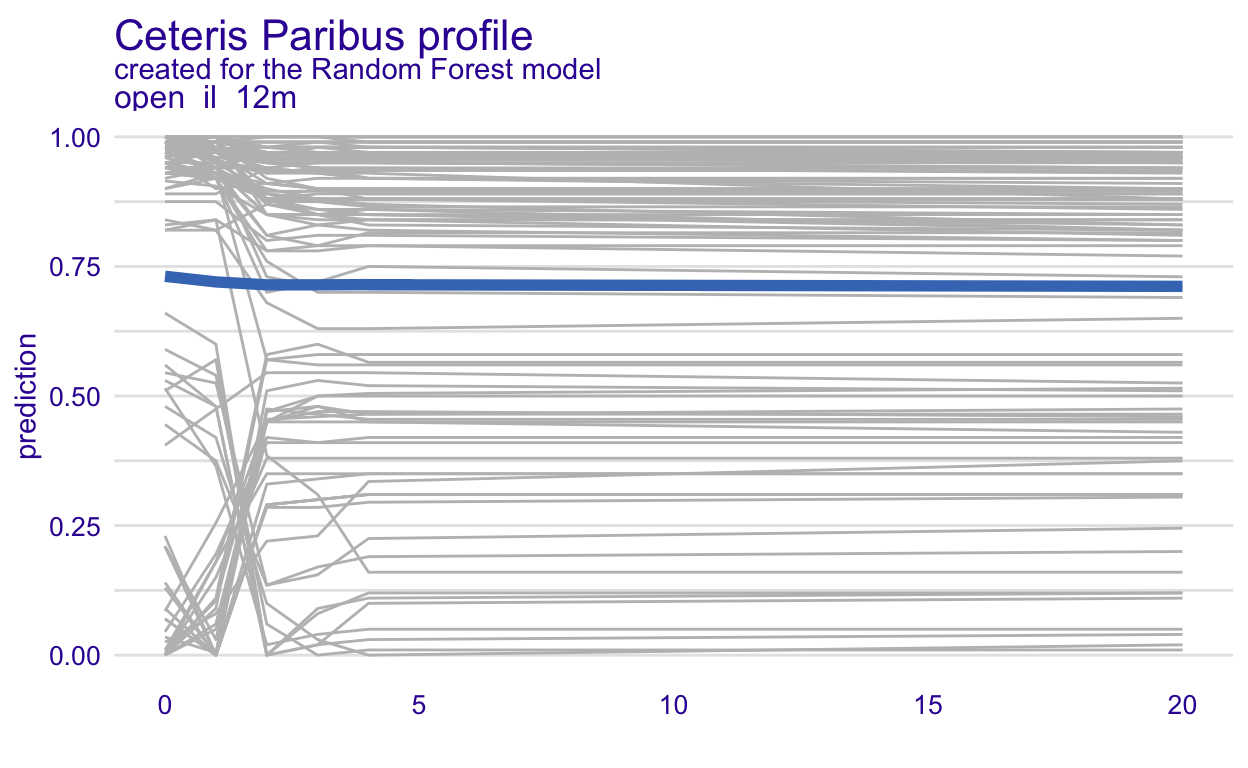 Ceteris Paribus profile
created for the Random Forest model
open il 12m
1.00
0.75
0.50
0.25
0.00
prediction
0 5 10 15 20